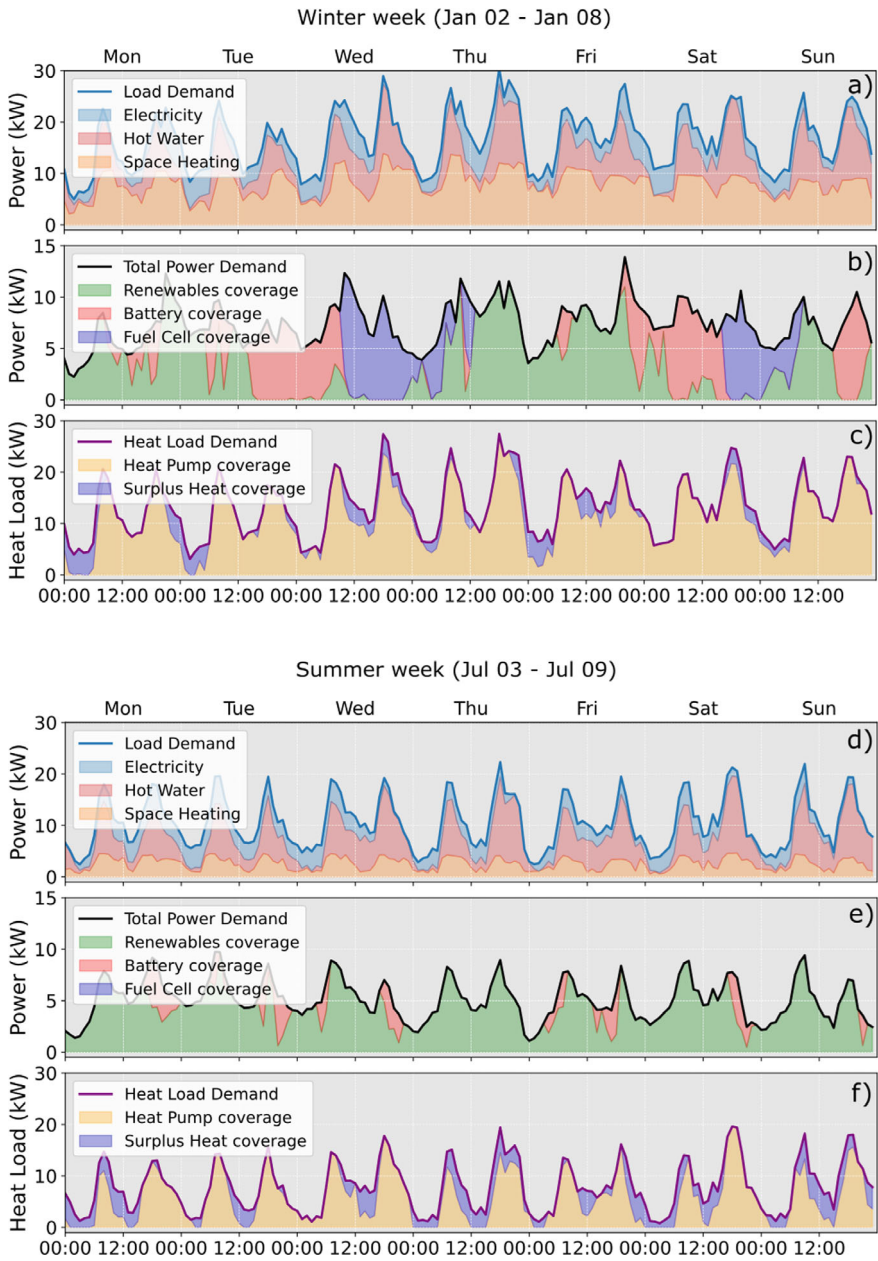 Winter week (Jan 02 - Jan 08)
Mon Tue Wed Thu Fri Sat Sun
a)
Power (kW)
30
20
10
0
Load Demand
Electricity
Hot Water
Space Heating
b)
Power (kW)
15
10
5
0
Total Power Demand
Renewables coverage
Battery coverage
Fuel Cell coverage
c)
Heat Load (kW)
30
20
10
0
Heat Load Demand
Heat Pump coverage
Surplus Heat coverage
00:00 12:00 00:00 12:00 00:00 12:00 00:00 12:00 00:00 12:00 00:00 12:00 00:00 12:00
Summer week (Jul 03 - Jul 09)
Mon Tue Wed Thu Fri Sat Sun
d)
Power (kW)
30
20
10
0
Load Demand
Electricity
Hot Water
Space Heating
e)
Power (kW)
15
10
5
0
Total Power Demand
Renewables coverage
Battery coverage
Fuel Cell coverage
f)
Heat Load (kW)
30
20
10
0
Heat Load Demand
Heat Pump coverage
Surplus Heat coverage
00:00 12:00 00:00 12:00 00:00 12:00 00:00 12:00 00:00 12:00 00:00 12:00 00:00 12:00